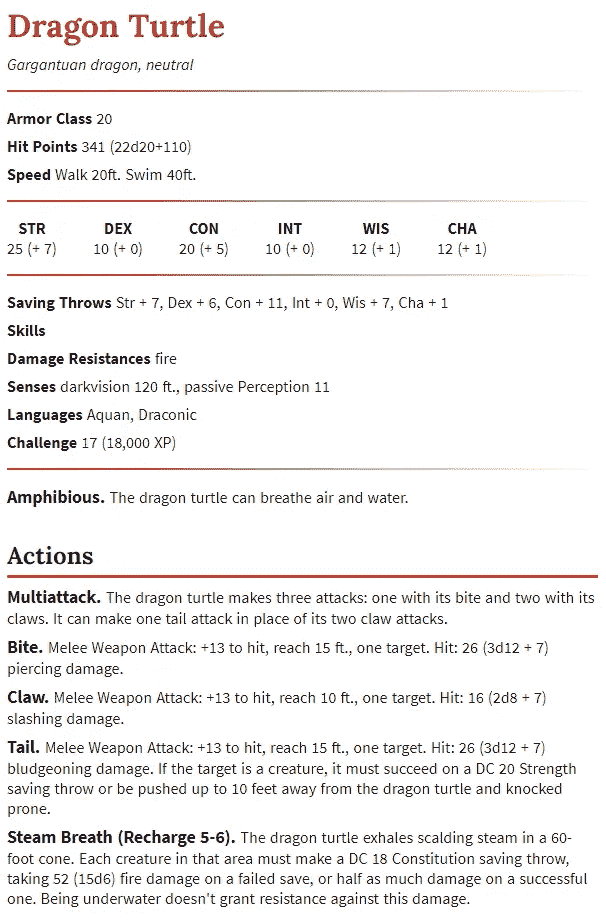 Dragon Turtle
Gargantuan dragon, neutral
Armor Class 20
Hit Points 341 (22d20+110)
Speed Walk 20ft. Swim 40ft.
STR DEX CON INT WIS CHA
25 (+ 7) 10 (+ 0) 20 (+ 5) 10 (+ 0) 12 (+ 1) 12 (+ 1)
Saving Throws Str + 7, Dex + 6, Con + 11, Int + 0, Wis + 7, Cha + 1
Skills
Damage Resistances fire
Senses darkvision 120 ft., passive Perception 11
Languages Aquan, Draconic
Challenge 17 (18,000 XP)
Amphibious. The dragon turtle can breathe air and water.
Actions
Multiattack. The dragon turtle makes three attacks: one with its bite and two with its
claws. It can make one tail attack in place of its two claw attacks.
Bite. Melee Weapon Attack: +13 to hit, reach 15 ft., one target. Hit: 26 (3d12 + 7)
piercing damage.
Claw. Melee Weapon Attack: +13 to hit, reach 10 ft., one target. Hit: 16 (2d8 + 7)
slashing damage.
Tail. Melee Weapon Attack: +13 to hit, reach 15 ft., one target. Hit: 26 (3d12 + 7)
bludgeoning damage. If the target is a creature, it must succeed on a DC 20 Strength
saving throw or be pushed up to 10 feet away from the dragon turtle and knocked
prone.
Steam Breath (Recharge 5-6). The dragon turtle exhales scalding steam in a 60-
foot cone. Each creature in that area must make a DC 18 Constitution saving throw,
taking 52 (15d6) fire damage on a failed save, or half as much damage on a successful
one. Being underwater doesn't grant resistance against this damage.